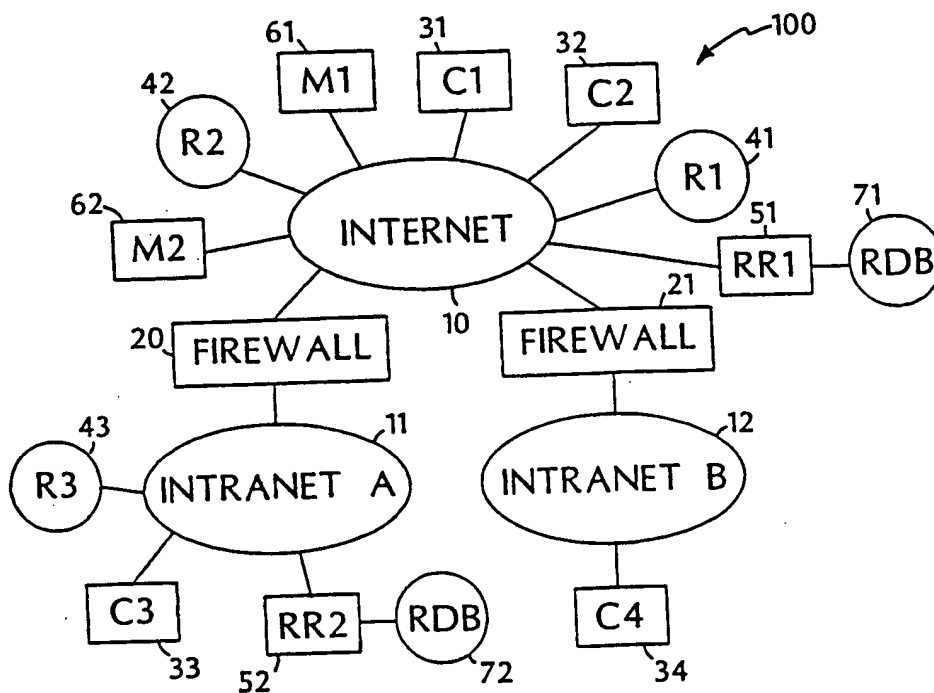 61
31
32
100
42
M1
C1
C2
R2
R1
41
62
INTERNET
51
71
M2
RR1
RDB
10
21
20
FIREWALL
FIREWALL
43
11
12
R3
INTRANET A
INTRANET B
C3
RR2
RDB
C4
33
52
72
34